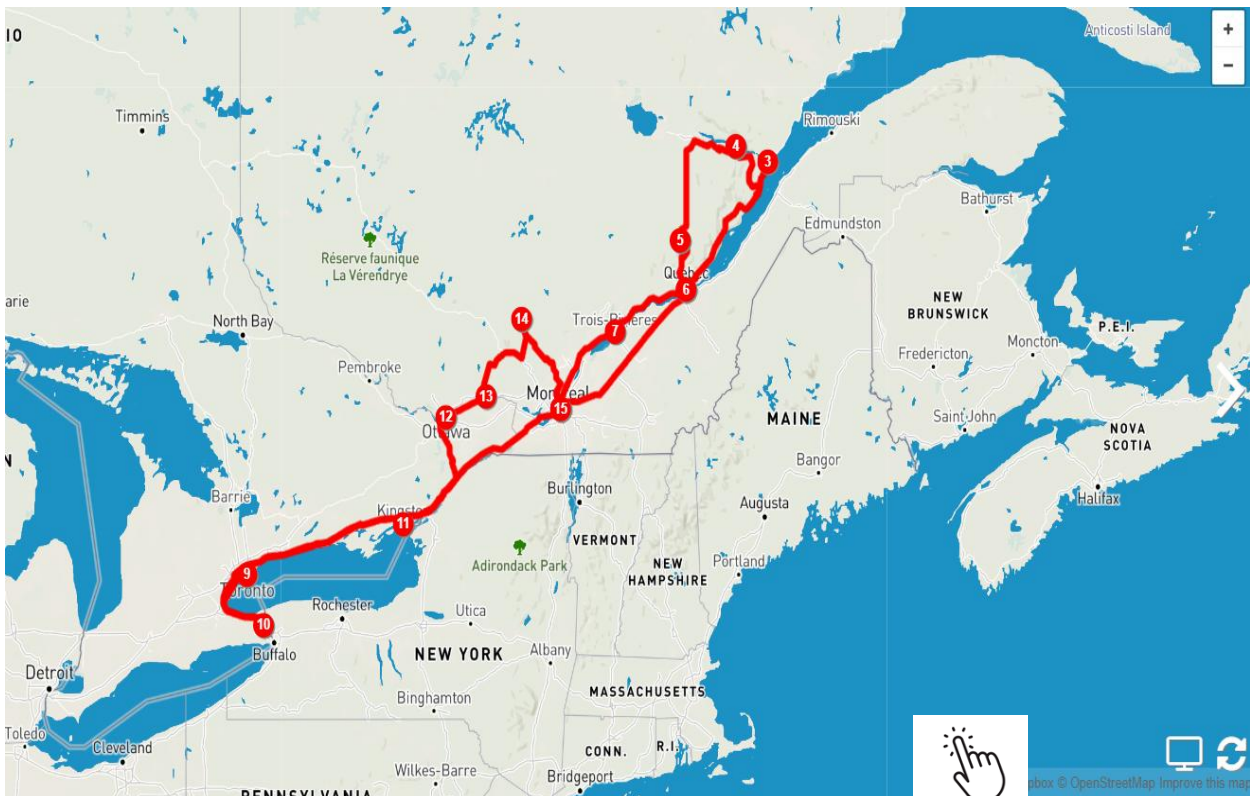 IO
+
Anticosti Island
−
Timmins
Rimouski
4
3
Bathurst
Edmundston
Réserve faunique
La Vérendrye
5
Québec
6
arie
North Bay
14
Trois-Rivières
7
NEW
BRUNSWICK
P.E.I.
Moncton
Fredericton
Pembroke
13
Montréal
15
12
Ottawa
MAINE
Saint-John
NOVA
SCOTIA
N
Bangor
Barrie
Burlington
Augusta
Halifax
Kingston
11
VERMONT
Adirondack Park
NEW
HAMPSHIRE
Portland
9
Toronto
10
Rochester
Utica
Buffalo
NEW YORK
Albany
Detroit
Binghamton
MASSACHUSETTS
Toledo
Cleveland
CONN.
R.I.
Wilkes-Barre
Bridgeport
PENNSYLVANIA
pbox © OpenStreetMap Improve this map